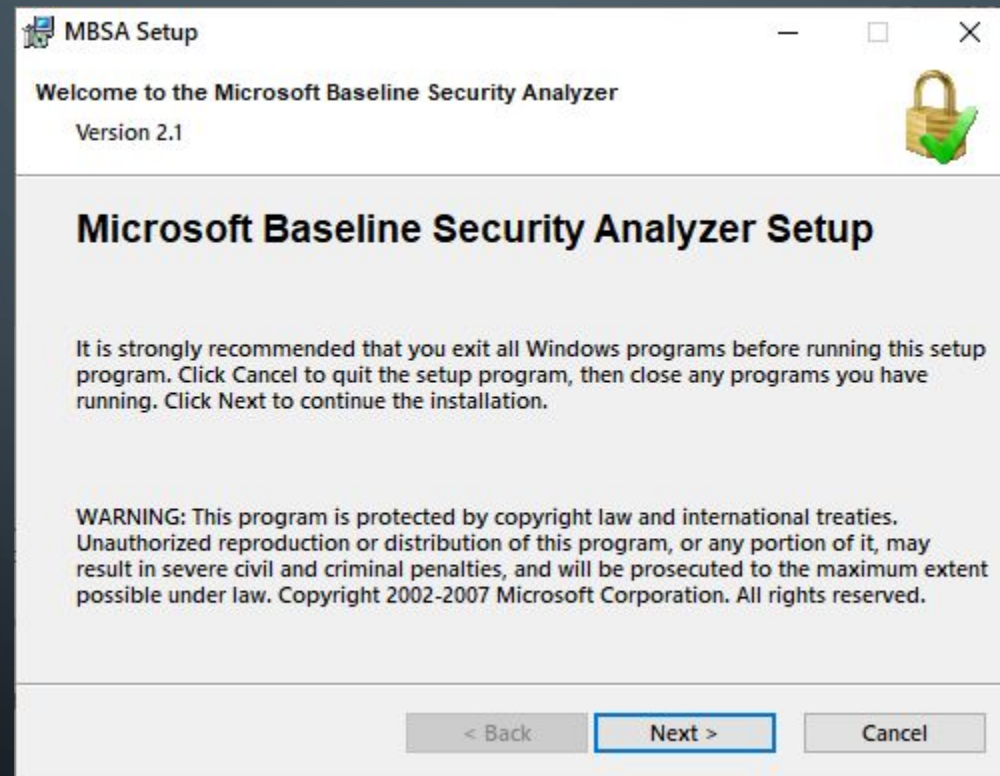 MBSA Setup
Welcome to the Microsoft Baseline Security Analyzer
Version 2.1
Microsoft Baseline Security Analyzer Setup
It is strongly recommended that you exit all Windows programs before running this setup
program. Click Cancel to quit the setup program, then close any programs you have
running. Click Next to continue the installation.
WARNING: This program is protected by copyright law and international treaties.
Unauthorized reproduction or distribution of this program, or any portion of it, may
result in severe civil and criminal penalties, and will be prosecuted to the maximum extent
possible under law. Copyright 2002-2007 Microsoft Corporation. All rights reserved.
< Back Next > Cancel